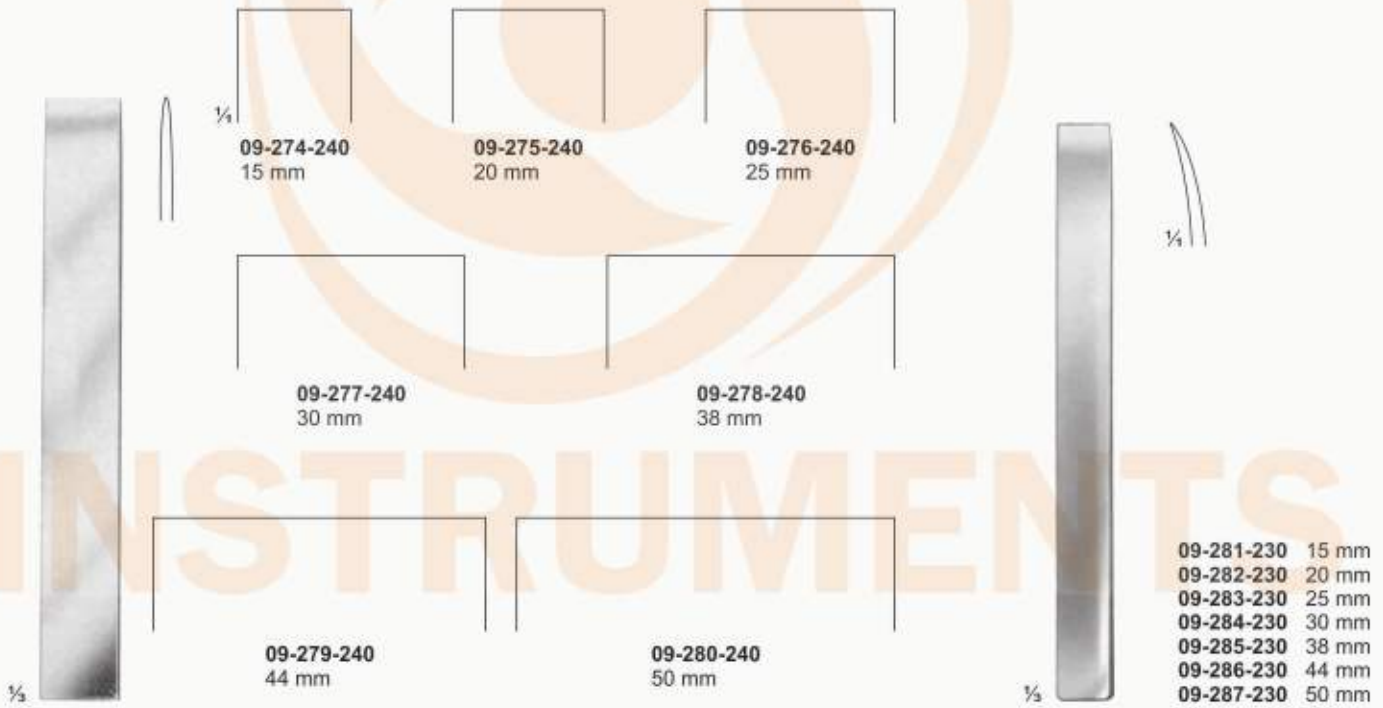 ⅟₁
09-274-240
15 mm
09-275-240
20 mm
09-276-240
25 mm
⅟₁
09-277-240
30 mm
09-278-240
38 mm
INSTRUMENTS
09-279-240
44 mm
09-280-240
50 mm
⅓
⅓
09-281-230 15 mm
09-282-230 20 mm
09-283-230 25 mm
09-284-230 30 mm
09-285-230 38 mm
09-286-230 44 mm
09-287-230 50 mm